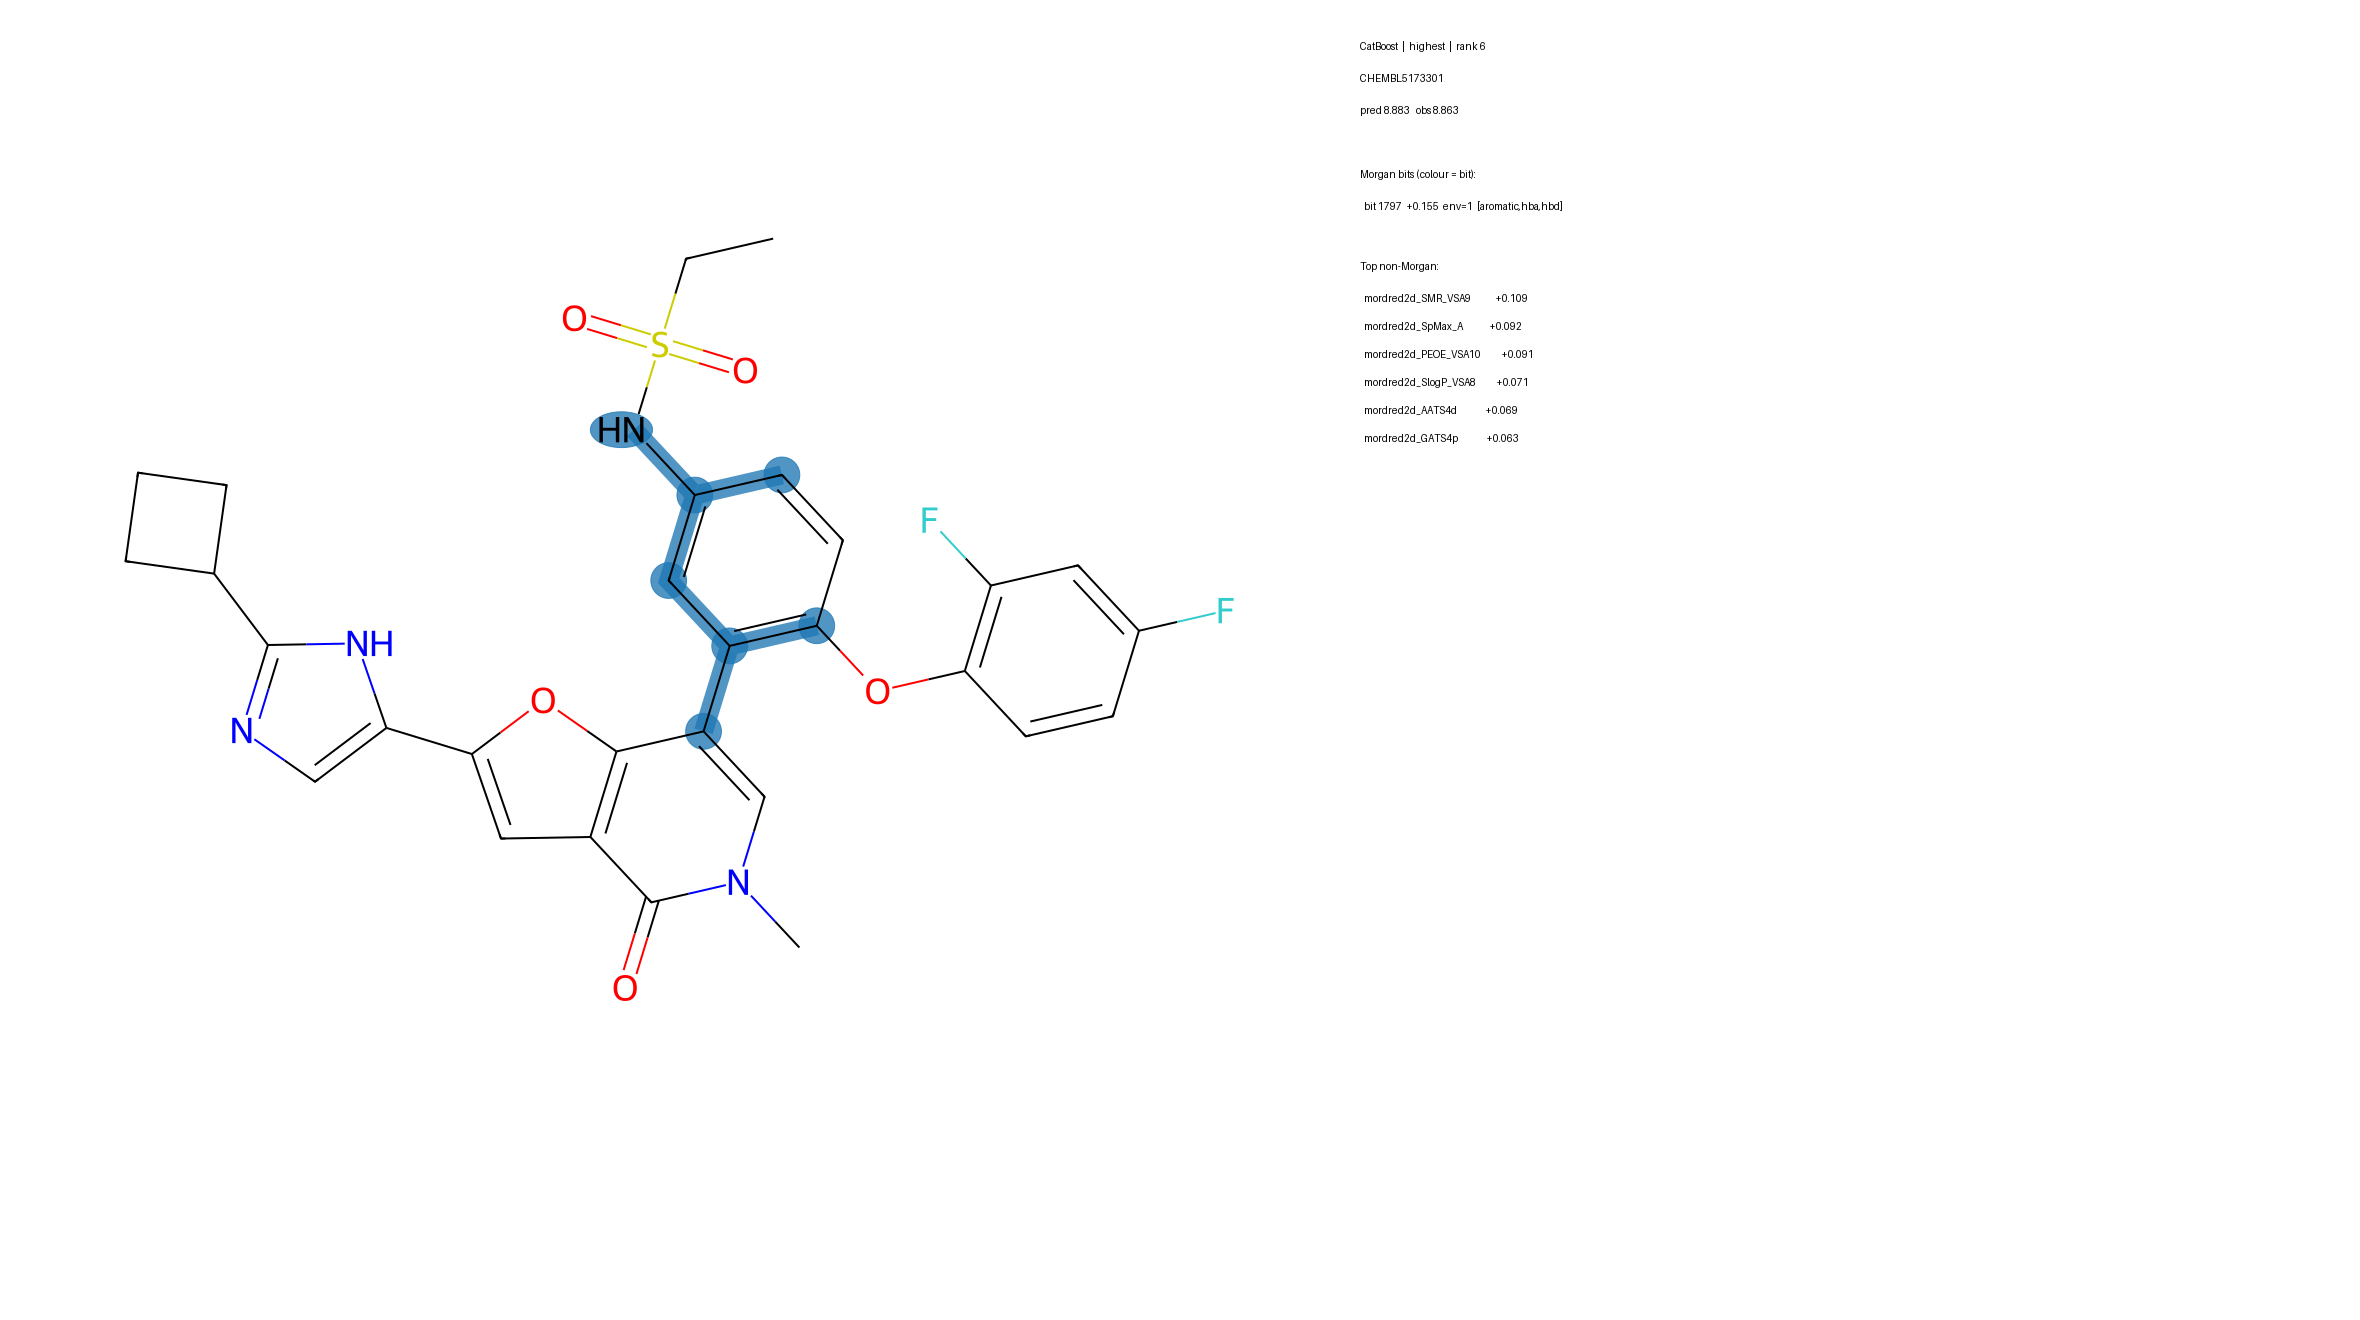 CatBoost | highest | rank 6
CHEMBL5173301
pred 8.883 obs 8.863
Morgan bits (colour = bit):
bit 1797 +0.155 env=1 [aromatic,hba,hbd]
Top non-Morgan:
mordred2d_SMR_VSA9 +0.109
mordred2d_SpMax_A +0.092
mordred2d_PEOE_VSA10 +0.091
mordred2d_SlogP_VSA8 +0.071
mordred2d_AATS4d +0.069
mordred2d_GATS4p +0.063
O
S
O
HN
F
F
NH
O
O
N
N
O